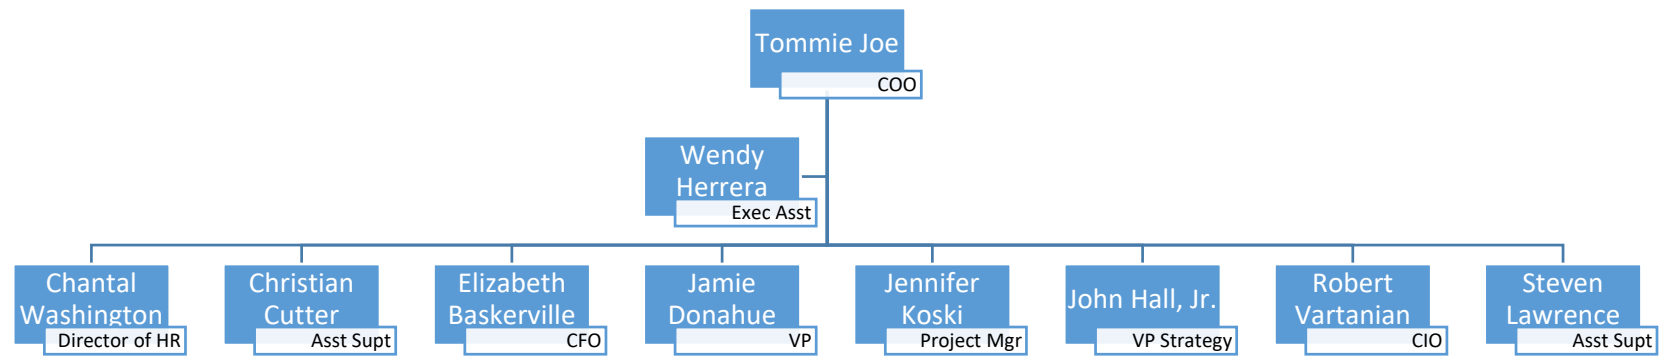 Tommie Joe
COO
Wendy
Herrera
Exec Asst
Chantal
Washington
Director of HR
Christian
Cutter
Asst Supt
Elizabeth
Baskerville
CFO
Jamie
Donahue
VP
Jennifer
Koski
Project Mgr
John Hall, Jr.
VP Strategy
Robert
Vartanian
CIO
Steven
Lawrence
Asst Supt